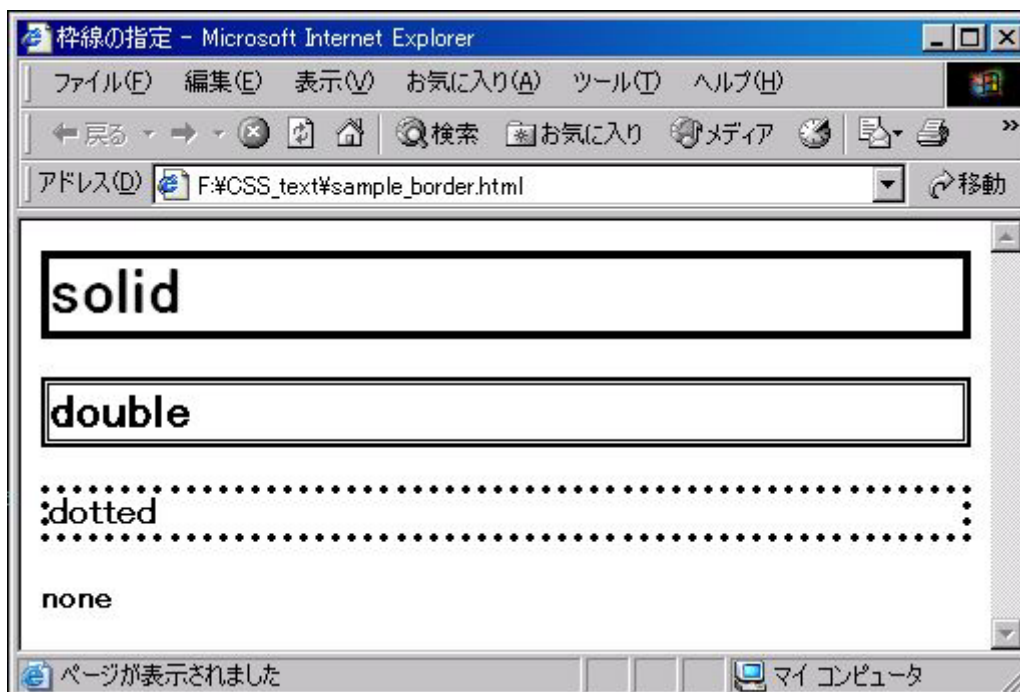 枠線の指定 - Microsoft Internet Explorer
ファイル(F) 編集(E) 表示(V) お気に入り(A) ツール(T) ヘルプ(H)
戻る 検索 お気に入り メディア »
アドレス(D) F:¥CSS_text¥sample_border.html 移動
solid
double
dotted
none
ページが表示されました マイ コンピュータ